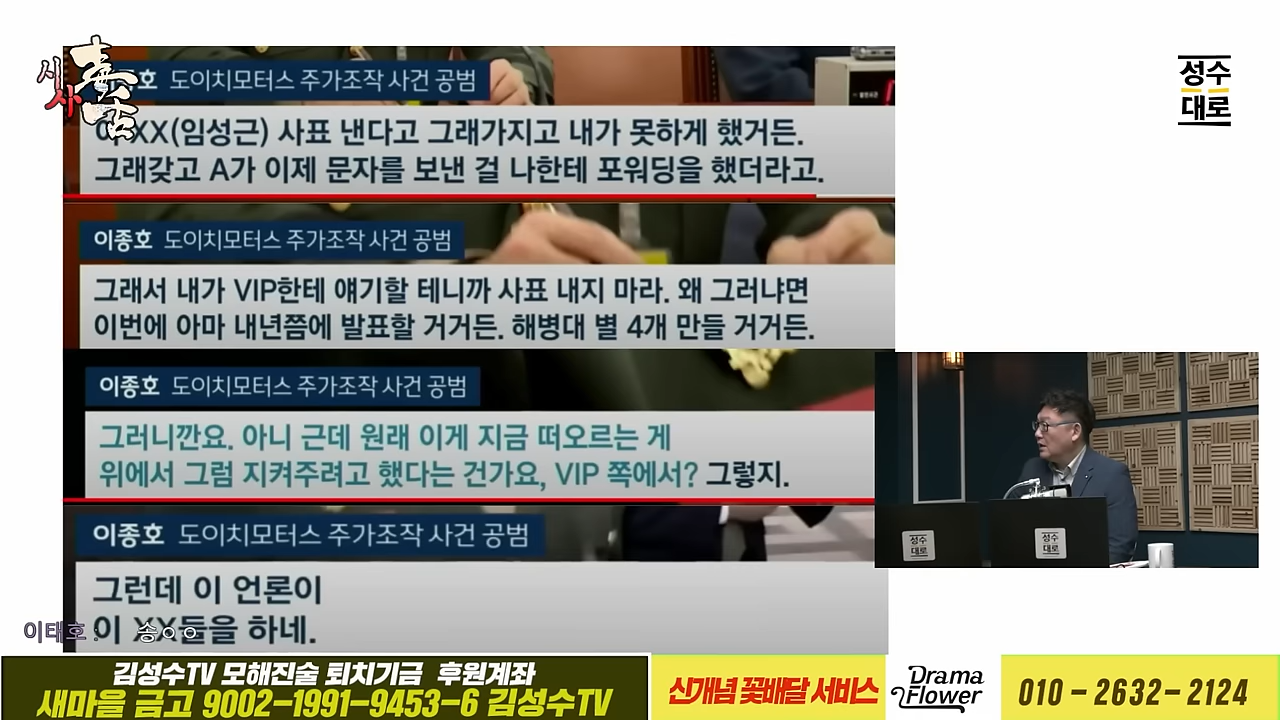 시사
毒舌
성수
대로
호 도이치모터스 주가조작 사건 공범
XX(임성근) 사표 낸다고 그래가지고 내가 못하게 했거든.
그래갖고 A가 이제 문자를 보낸 걸 나한테 포워딩을 했더라고.
이종호 도이치모터스 주가조작 사건 공범
그래서 내가 VIP한테 얘기할 테니까 사표 내지 마라. 왜 그러냐면
이번에 아마 내년쯤에 발표할 거거든. 해병대 별 4개 만들 거거든.
이종호 도이치모터스 주가조작 사건 공범
그러니깐요. 아니 근데 원래 이게 지금 떠오르는 게
위에서 그럼 지켜주려고 했다는 건가요, VIP 쪽에서? 그렇지.
이종호 도이치모터스 주가조작 사건 공범
그런데 이 언론이
이 XX들을 하네.
이태호 : 송ㅇㅇ
성수
대로
성수
대로
김성수TV 모해진술 퇴치기금 후원계좌
새마을 금고 9002-1991-9453-6 김성수TV
신개념 꽃배달 서비스
Drama
Flower
010-2632-2124